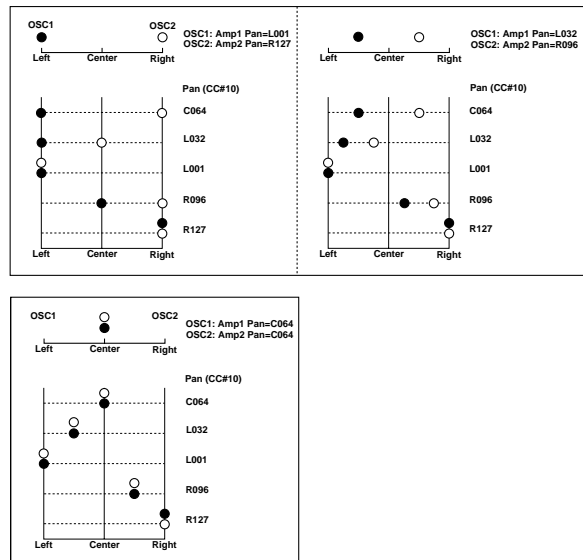 OSC1 OSC2
OSC1: Amp1 Pan=L001
OSC2: Amp2 Pan=R127
Left Center Right
Pan (CC#10)
C064
L032
L001
R096
R127
Left Center Right
OSC1: Amp1 Pan=L032
OSC2: Amp2 Pan=R096
Left Center Right
Pan (CC#10)
C064
L032
L001
R096
R127
Left Center Right
OSC1 OSC2
OSC1: Amp1 Pan=C064
OSC2: Amp2 Pan=C064
Left Center Right
Pan (CC#10)
C064
L032
L001
R096
R127
Left Center Right